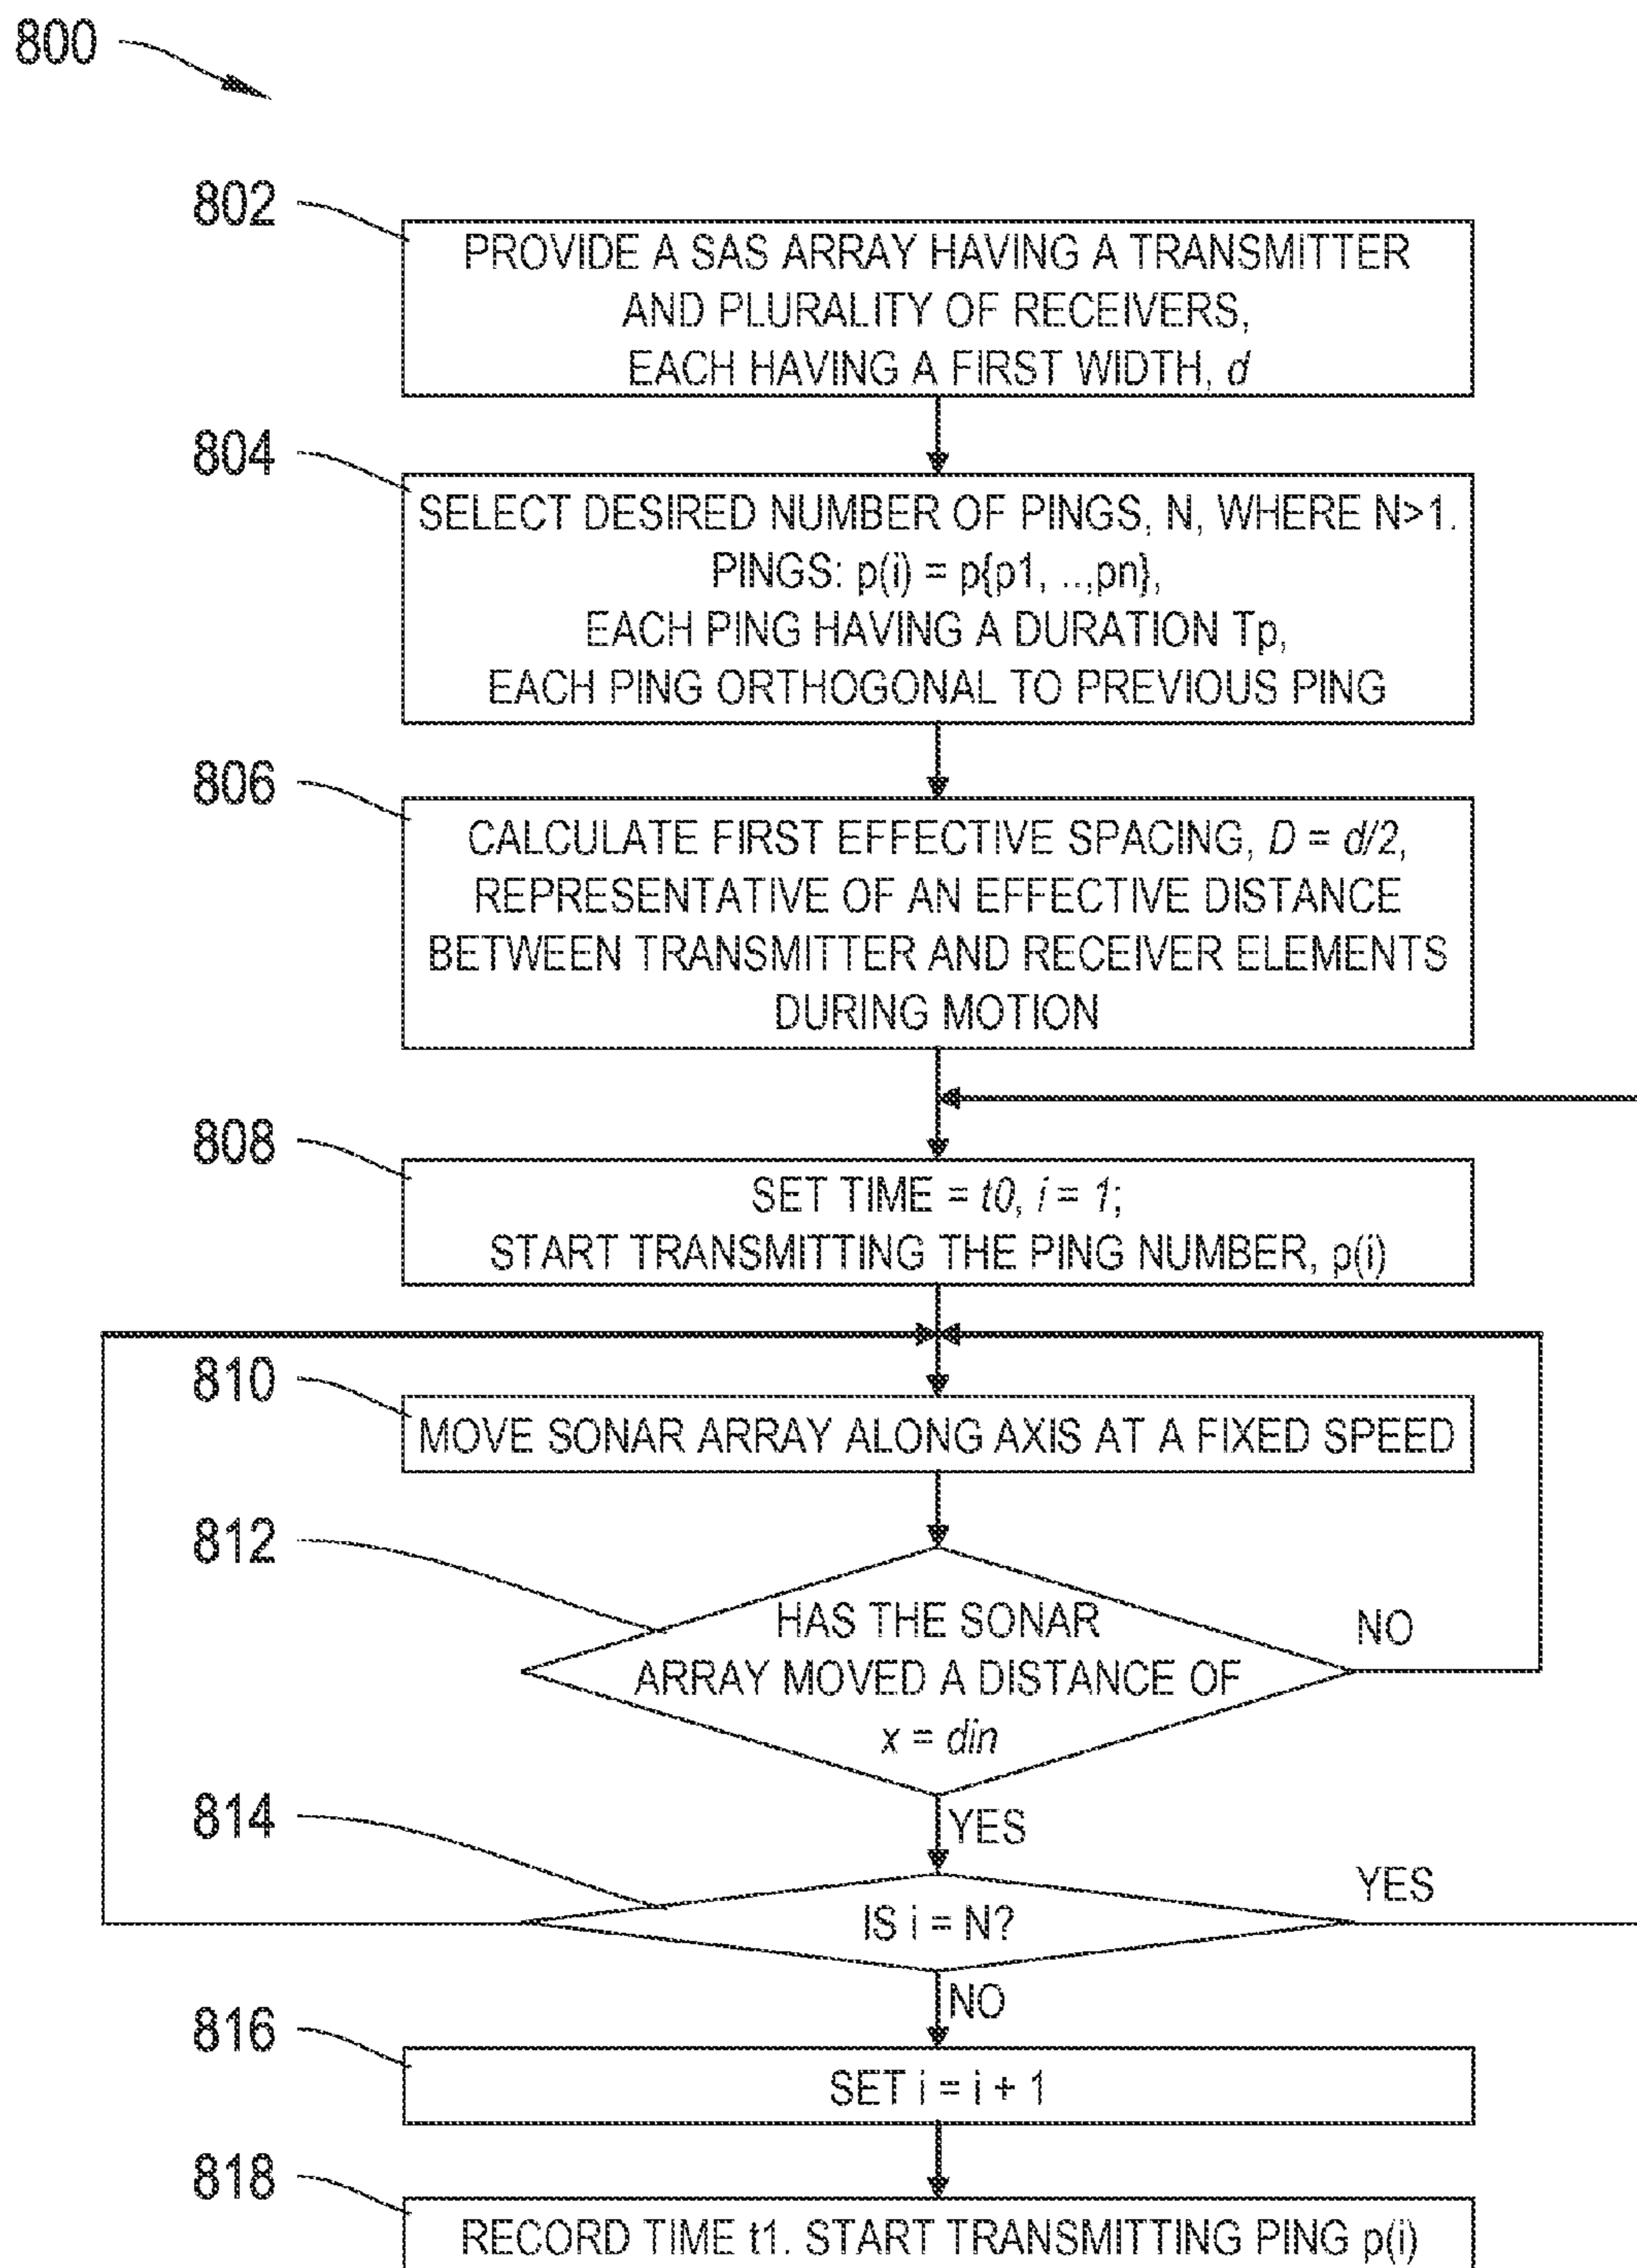 800
802
PROVIDE A SAS ARRAY HAVING A TRANSMITTER
AND PLURALITY OF RECEIVERS,
EACH HAVING A FIRST WIDTH, d
804
SELECT DESIRED NUMBER OF PINGS, N, WHERE N>1.
PINGS: p(i) = p{p1, ..,pn},
EACH PING HAVING A DURATION Tp,
EACH PING ORTHOGONAL TO PREVIOUS PING
806
CALCULATE FIRST EFFECTIVE SPACING, D = d/2,
REPRESENTATIVE OF AN EFFECTIVE DISTANCE
BETWEEN TRANSMITTER AND RECEIVER ELEMENTS
DURING MOTION
808
SET TIME = t0, i = 1;
START TRANSMITTING THE PING NUMBER, p(i)
810
MOVE SONAR ARRAY ALONG AXIS AT A FIXED SPEED
812
HAS THE SONAR
ARRAY MOVED A DISTANCE OF
x = din
NO
YES
814
IS i = N?
YES
NO
816
SET i = i + 1
818
RECORD TIME t1. START TRANSMITTING PING p(i)